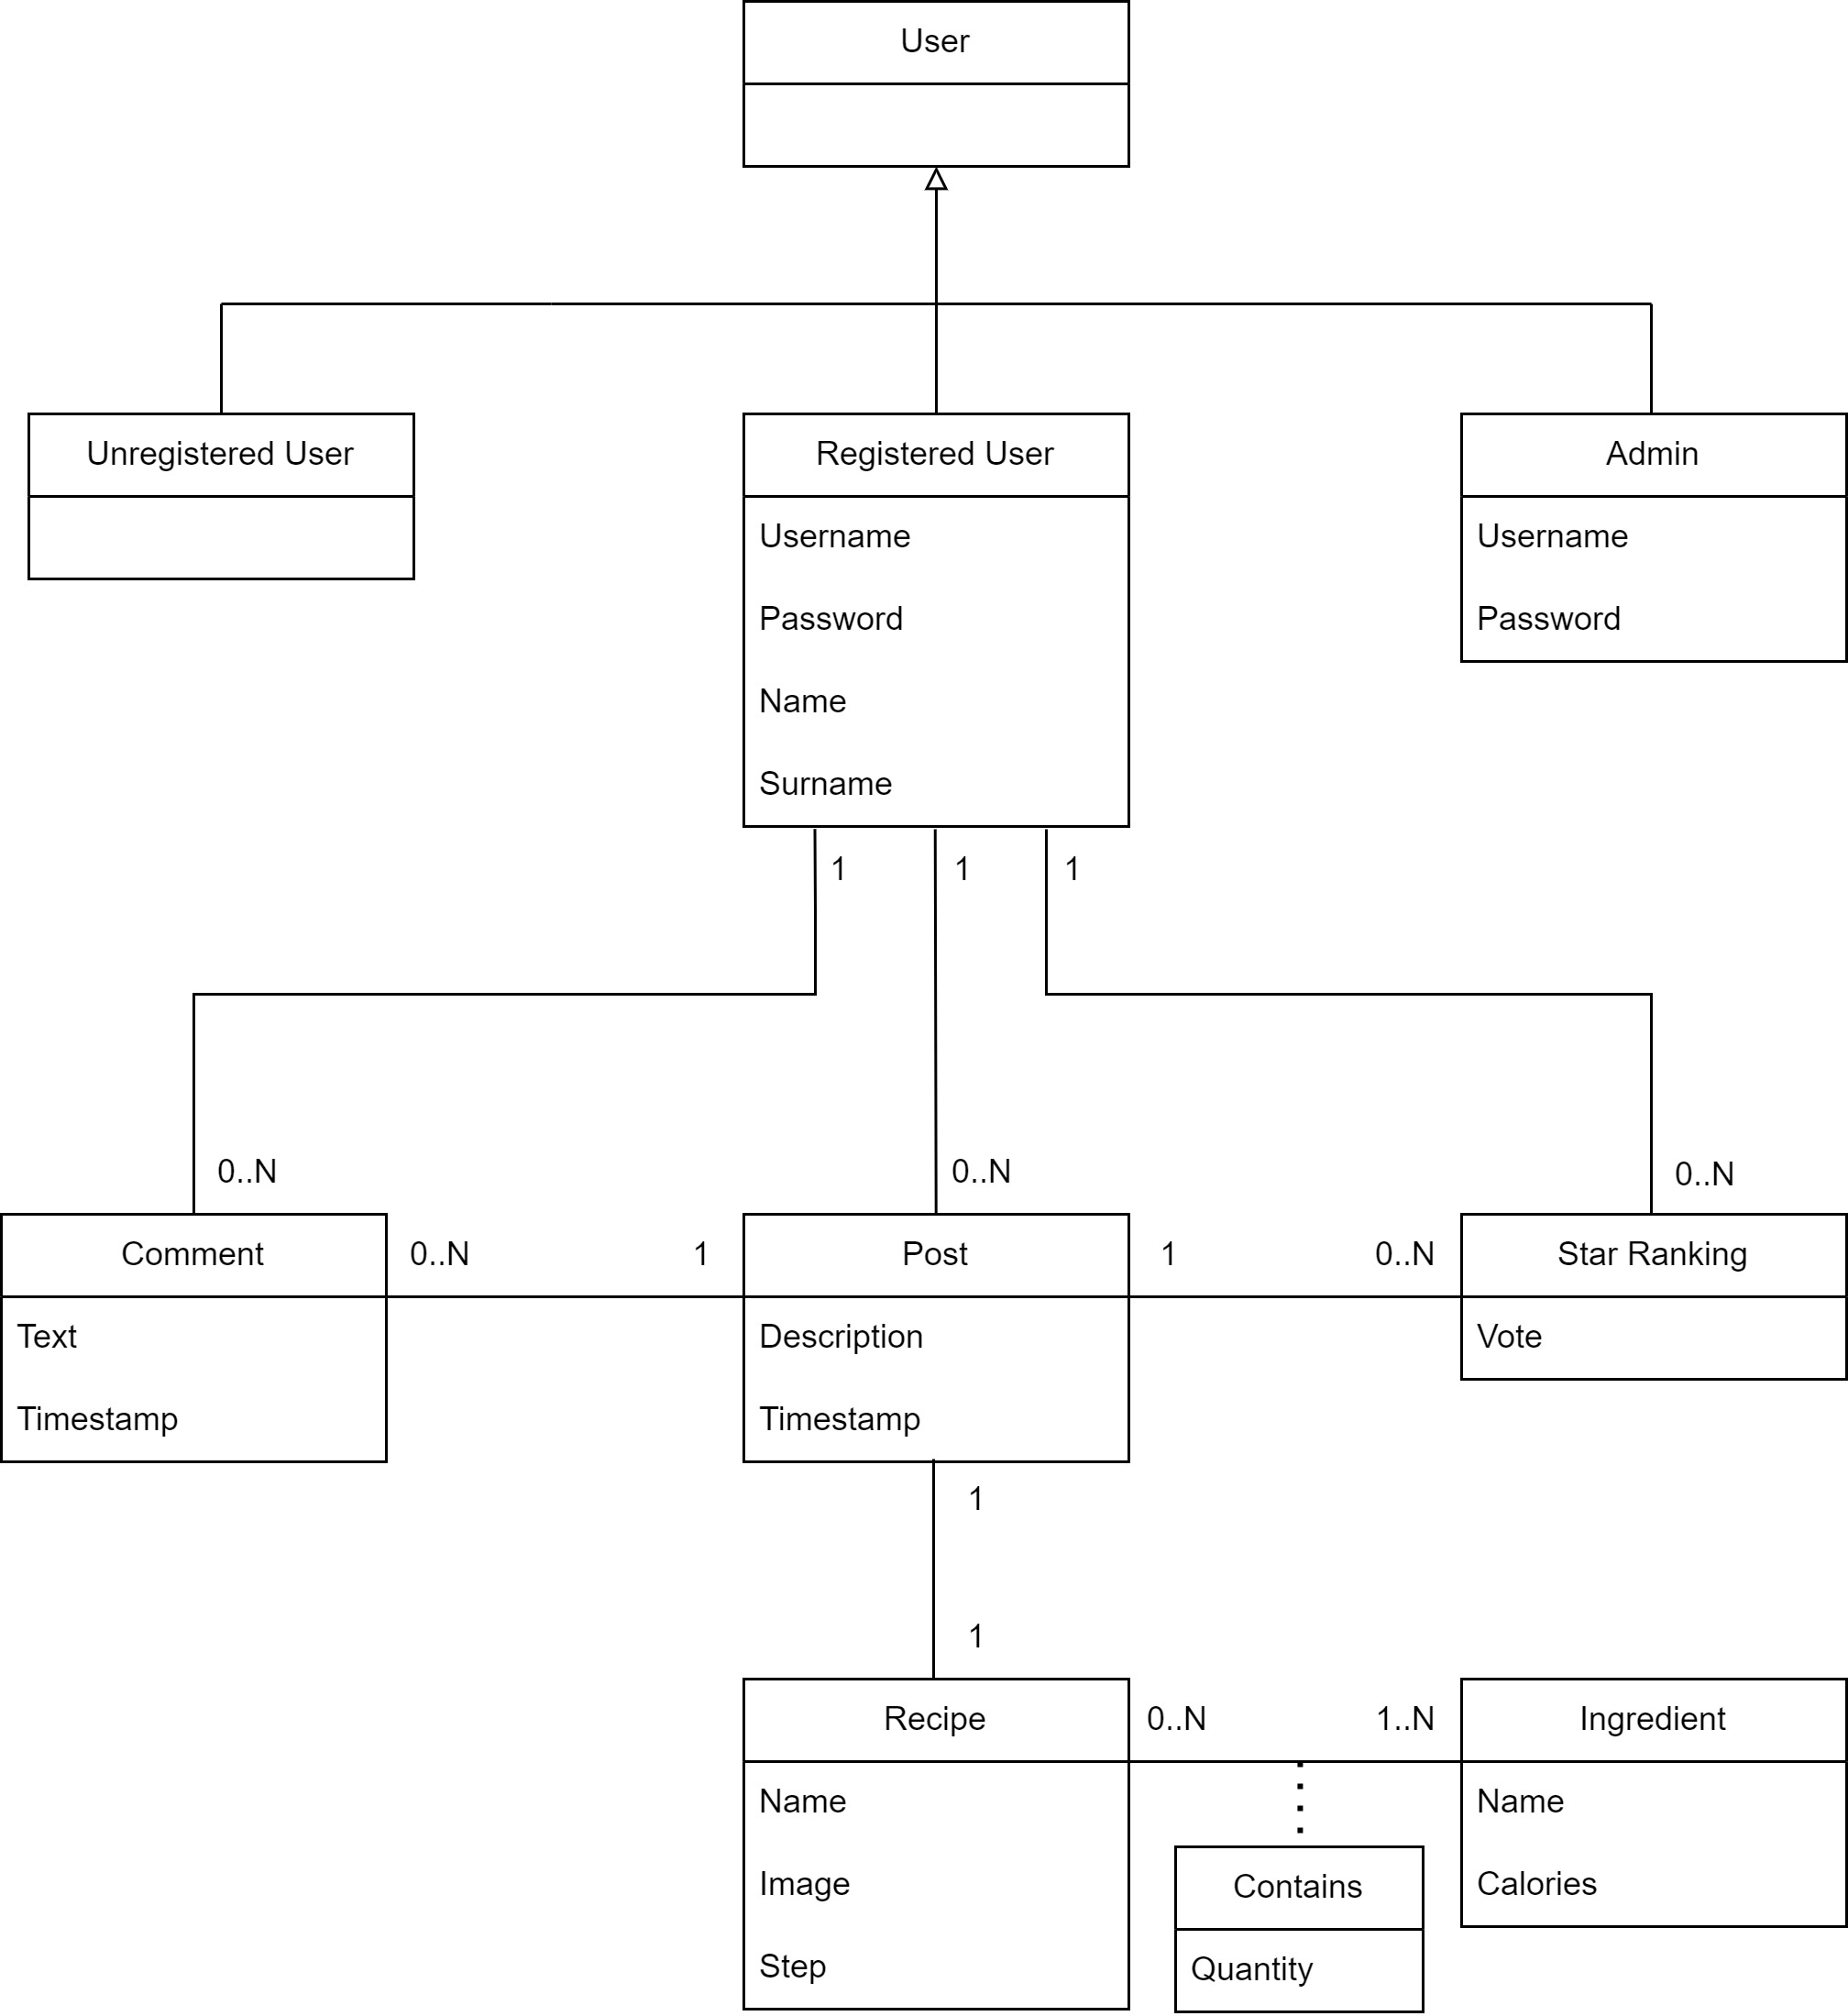 User
Unregistered User
Registered User
Username
Password
Name
Surname
Admin
Username
Password
1
1
1
0..N
0..N
0..N
Comment
Text
Timestamp
0..N
1
Post
Description
Timestamp
1
0..N
Star Ranking
Vote
1
1
Recipe
Name
Image
Step
0..N
1..N
Contains
Quantity
Ingredient
Name
Calories